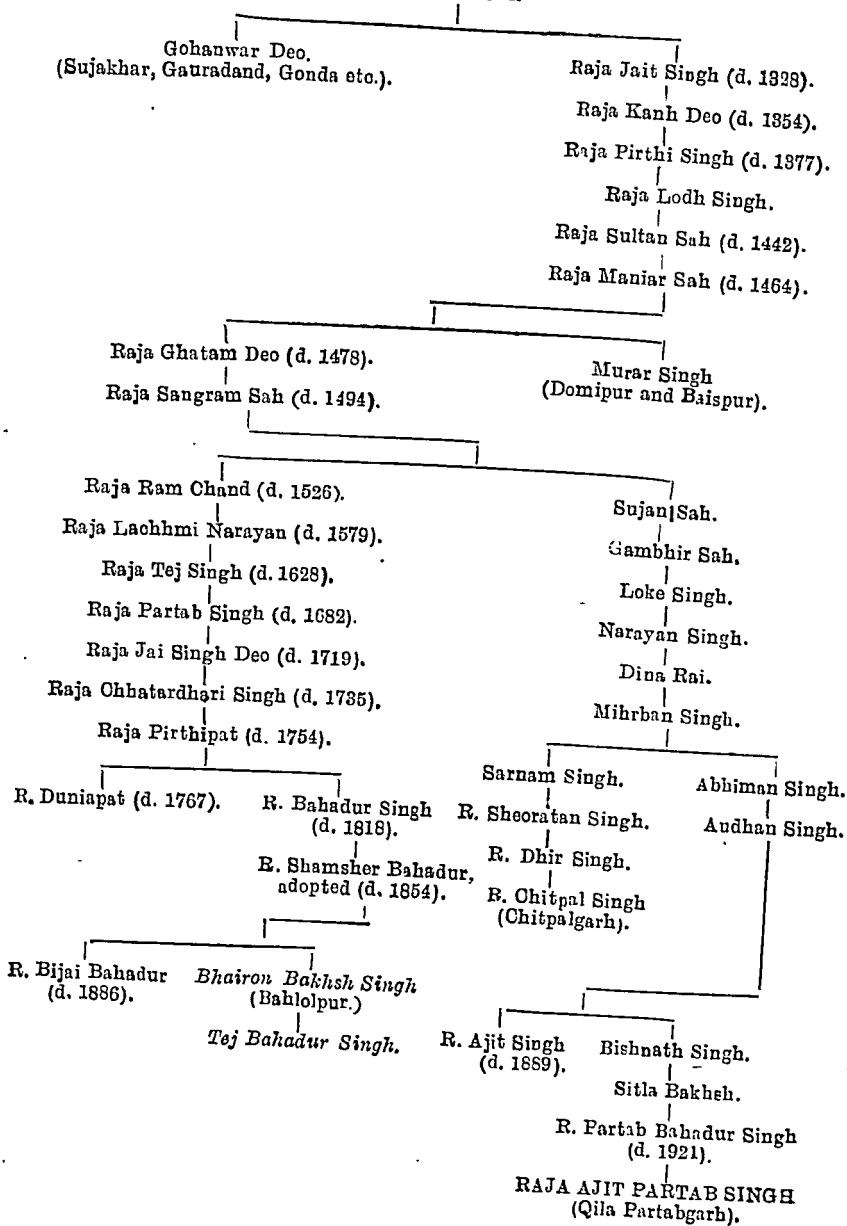 Gohanwar Deo.
(Sujakhar, Gauradand, Gonda etc.).
Raja Jait Singh (d. 1328).
Raja Kanh Deo (d. 1354).
Raja Pirthi Singh (d. 1377).
Raja Lodh Singh.
Raja Sultan Sah (d. 1442).
Raja Maniar Sah (d. 1464).
Raja Ghatam Deo (d. 1478).
Raja Sangram Sah (d. 1494).
Murar Singh
(Domipur and Baispur).
Raja Ram Chand (d. 1526).
Raja Lachhmi Narayan (d. 1579).
Raja Tej Singh (d. 1628).
Raja Partab Singh (d. 1682).
Raja Jai Singh Deo (d. 1719).
Raja Chhatardhari Singh (d. 1735).
Raja Pirthipat (d. 1754).
Sujan Sah.
Gambhir Sah.
Loke Singh.
Narayan Singh.
Dina Rai.
Mihrban Singh.
R. Duniapat (d. 1767).
R. Bahadur Singh
(d. 1818).
R. Shamsher Bahadur,
adopted (d. 1854).
Sarnam Singh.
R. Sheoratan Singh.
R. Dhir Singh.
R. Chitpal Singh
(Chitpalgarh).
Abhiman Singh.
Audhan Singh.
R. Bijai Bahadur
(d. 1886).
Bhairon Bakhsh Singh
(Bahlolpur.)
Tej Bahadur Singh.
R. Ajit Singh
(d. 1889).
Bishnath Singh.
Sitla Bakhsh.
R. Partab Bahadur Singh
(d. 1921).
RAJA AJIT PARTAB SINGH
(Qila Partabgarh).